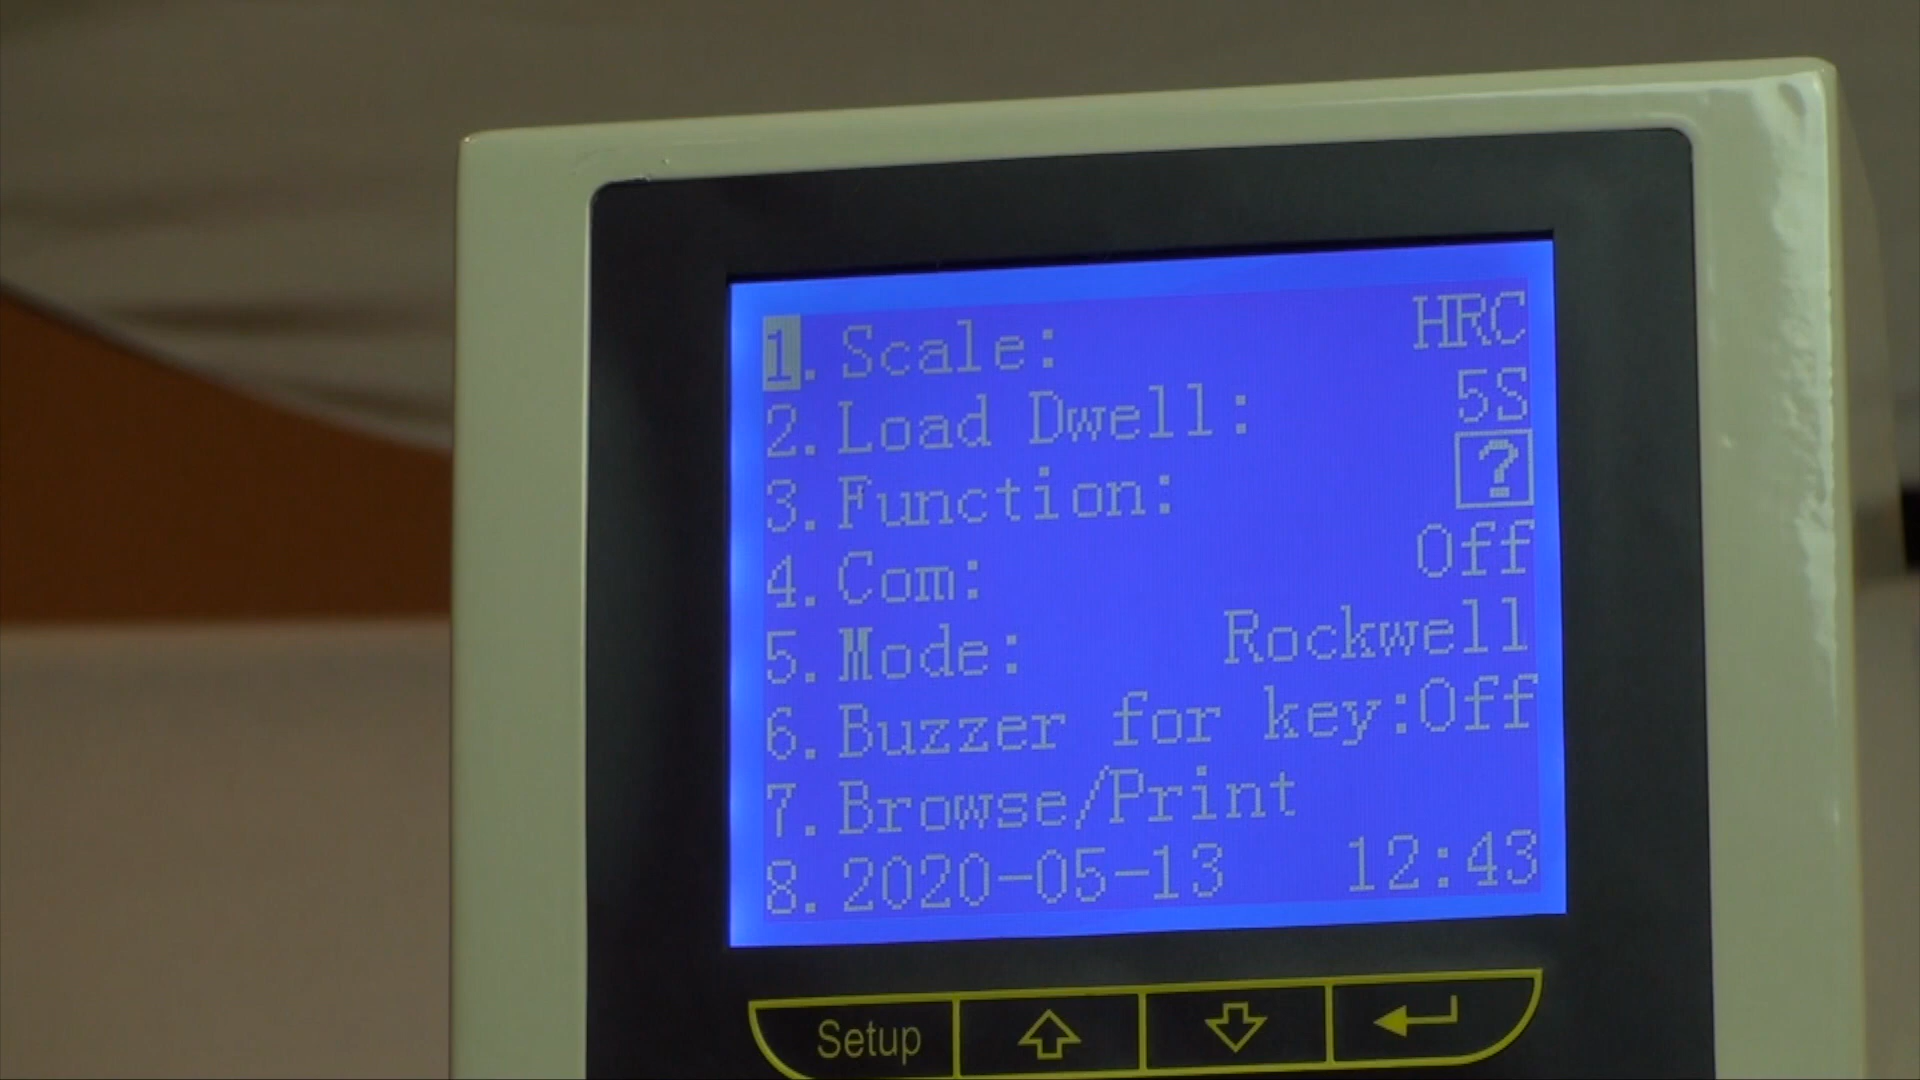 1. Scale: HRC
2. Load Dwell: 5S
3. Function: ?
4. Com: Off
5. Mode: Rockwell
6. Buzzer for key:Off
7. Browse/Print
8. 2020-05-13 12:43
Setup